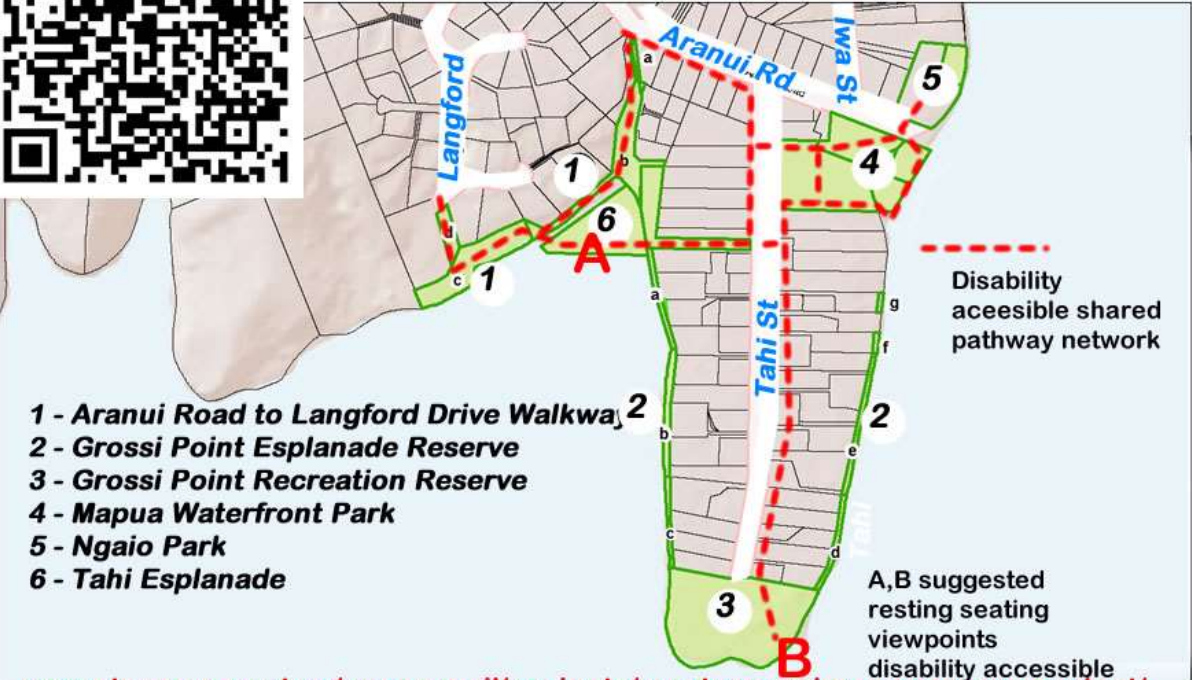 Langford
Aranui Rd
Iwa St
5
a
1
b
4
6
d
A
c
1
Disability
aceesible shared
pathway network
a
g
Tahi St
f
1 - Aranui Road to Langford Drive Walkway
2
2
2 - Grossi Point Esplanade Reserve
b
e
3 - Grossi Point Recreation Reserve
4 - Mapua Waterfront Park
5 - Ngaio Park
c
Tahi
d
6 - Tahi Esplanade
A,B suggested
resting seating
viewpoints
disability accessible
3
B